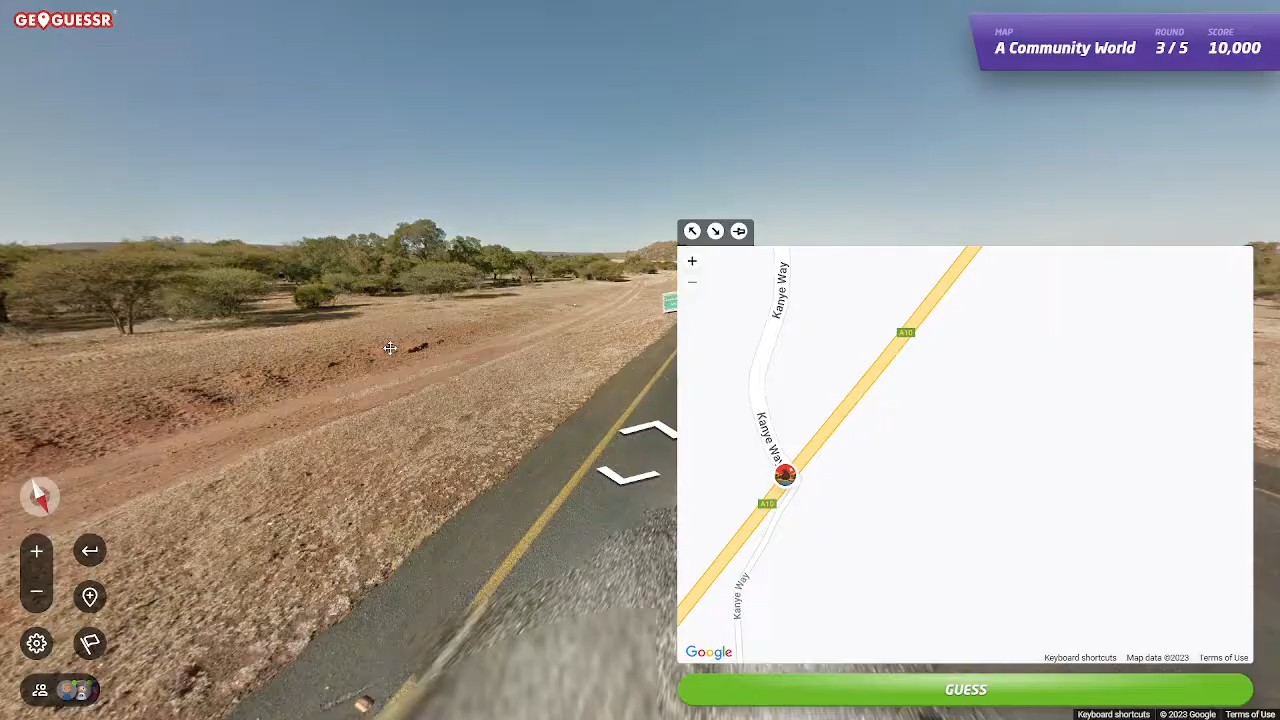 GEOGUESSR
MAP
A Community World
ROUND
3 / 5
SCORE
10,000
Kanye Way
Kanye Way
A10
A10
Kanye Way
Google
Keyboard shortcuts
Map data ©2023
Terms of Use
GUESS
Keyboard shortcuts
© 2023 Google
Terms of Use